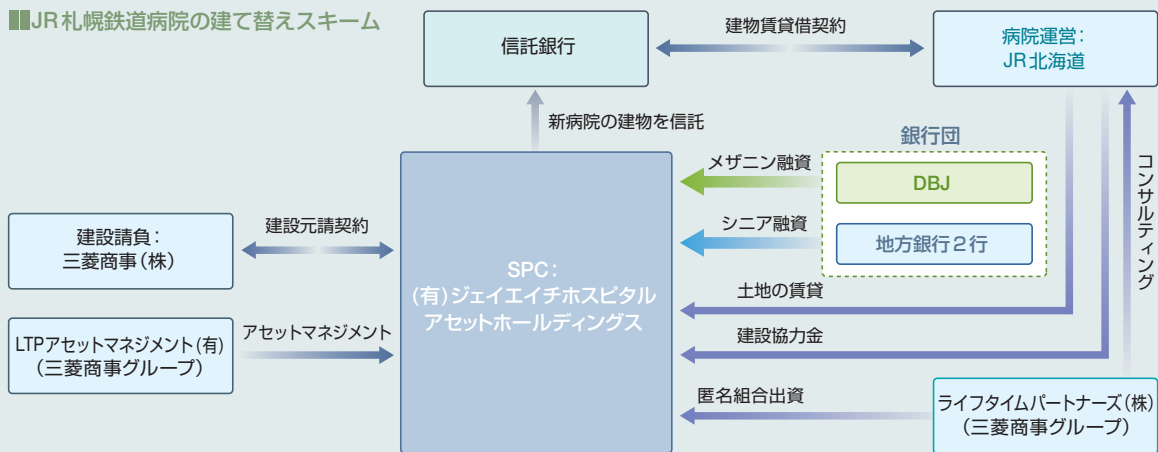 JR札幌鉄道病院の建て替えスキーム
信託銀行
建物賃貸借契約
病院運営：
JR北海道
新病院の建物を信託
銀行団
メザニン融資
DBJ
シニア融資
地方銀行２行
コンサルティング
建設請負：
三菱商事（株）
建設元請契約
SPC：
（有）ジェイエイチホスピタル
アセットホールディングス
土地の賃貸
建設協力金
LTPアセットマネジメント（有）
（三菱商事グループ）
アセットマネジメント
匿名組合出資
ライフタイムパートナーズ（株）
（三菱商事グループ）